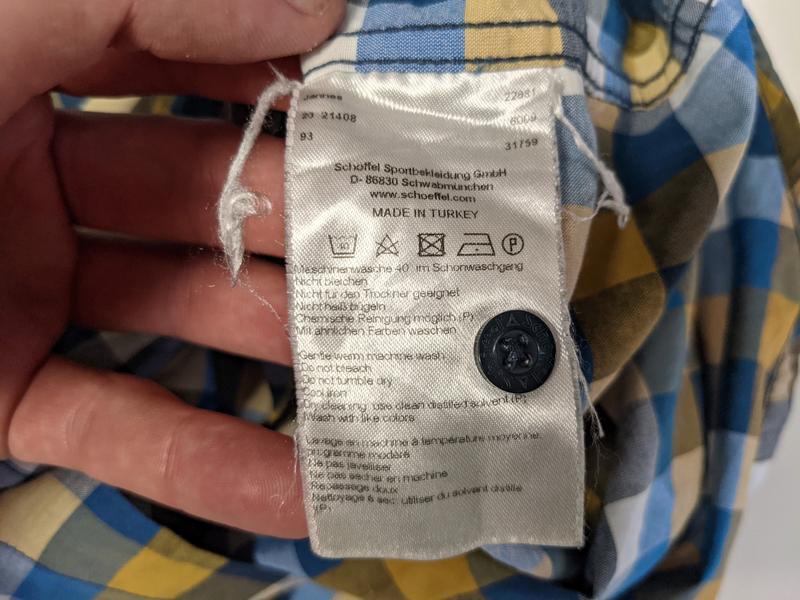 Jannes 22981
20 21408 6009
93 31759
Schöffel Sportbekleidung GmbH
D- 86830 Schwabmünchen
www.schoeffel.com
MADE IN TURKEY
40 P
Maschinenwäsche 40 im Schonwaschgang
Nicht bleichen
Nicht für den Trockner geeignet
Nicht heiß bügeln
Chemische Reinigung möglich (P)
Mit ähnlichen Farben waschen
Gentle warm machine wash
Do not bleach
Do not tumble dry
Cool iron
Dry cleaning: use clean distilled solvent (P)
Wash with like colors
Lavage en machine à température moyenne,
programme modéré
Ne pas javelliser
Ne pas sécher en machine
Repassage doux
Nettoyage à sec: utiliser du solvant distillé
(P)